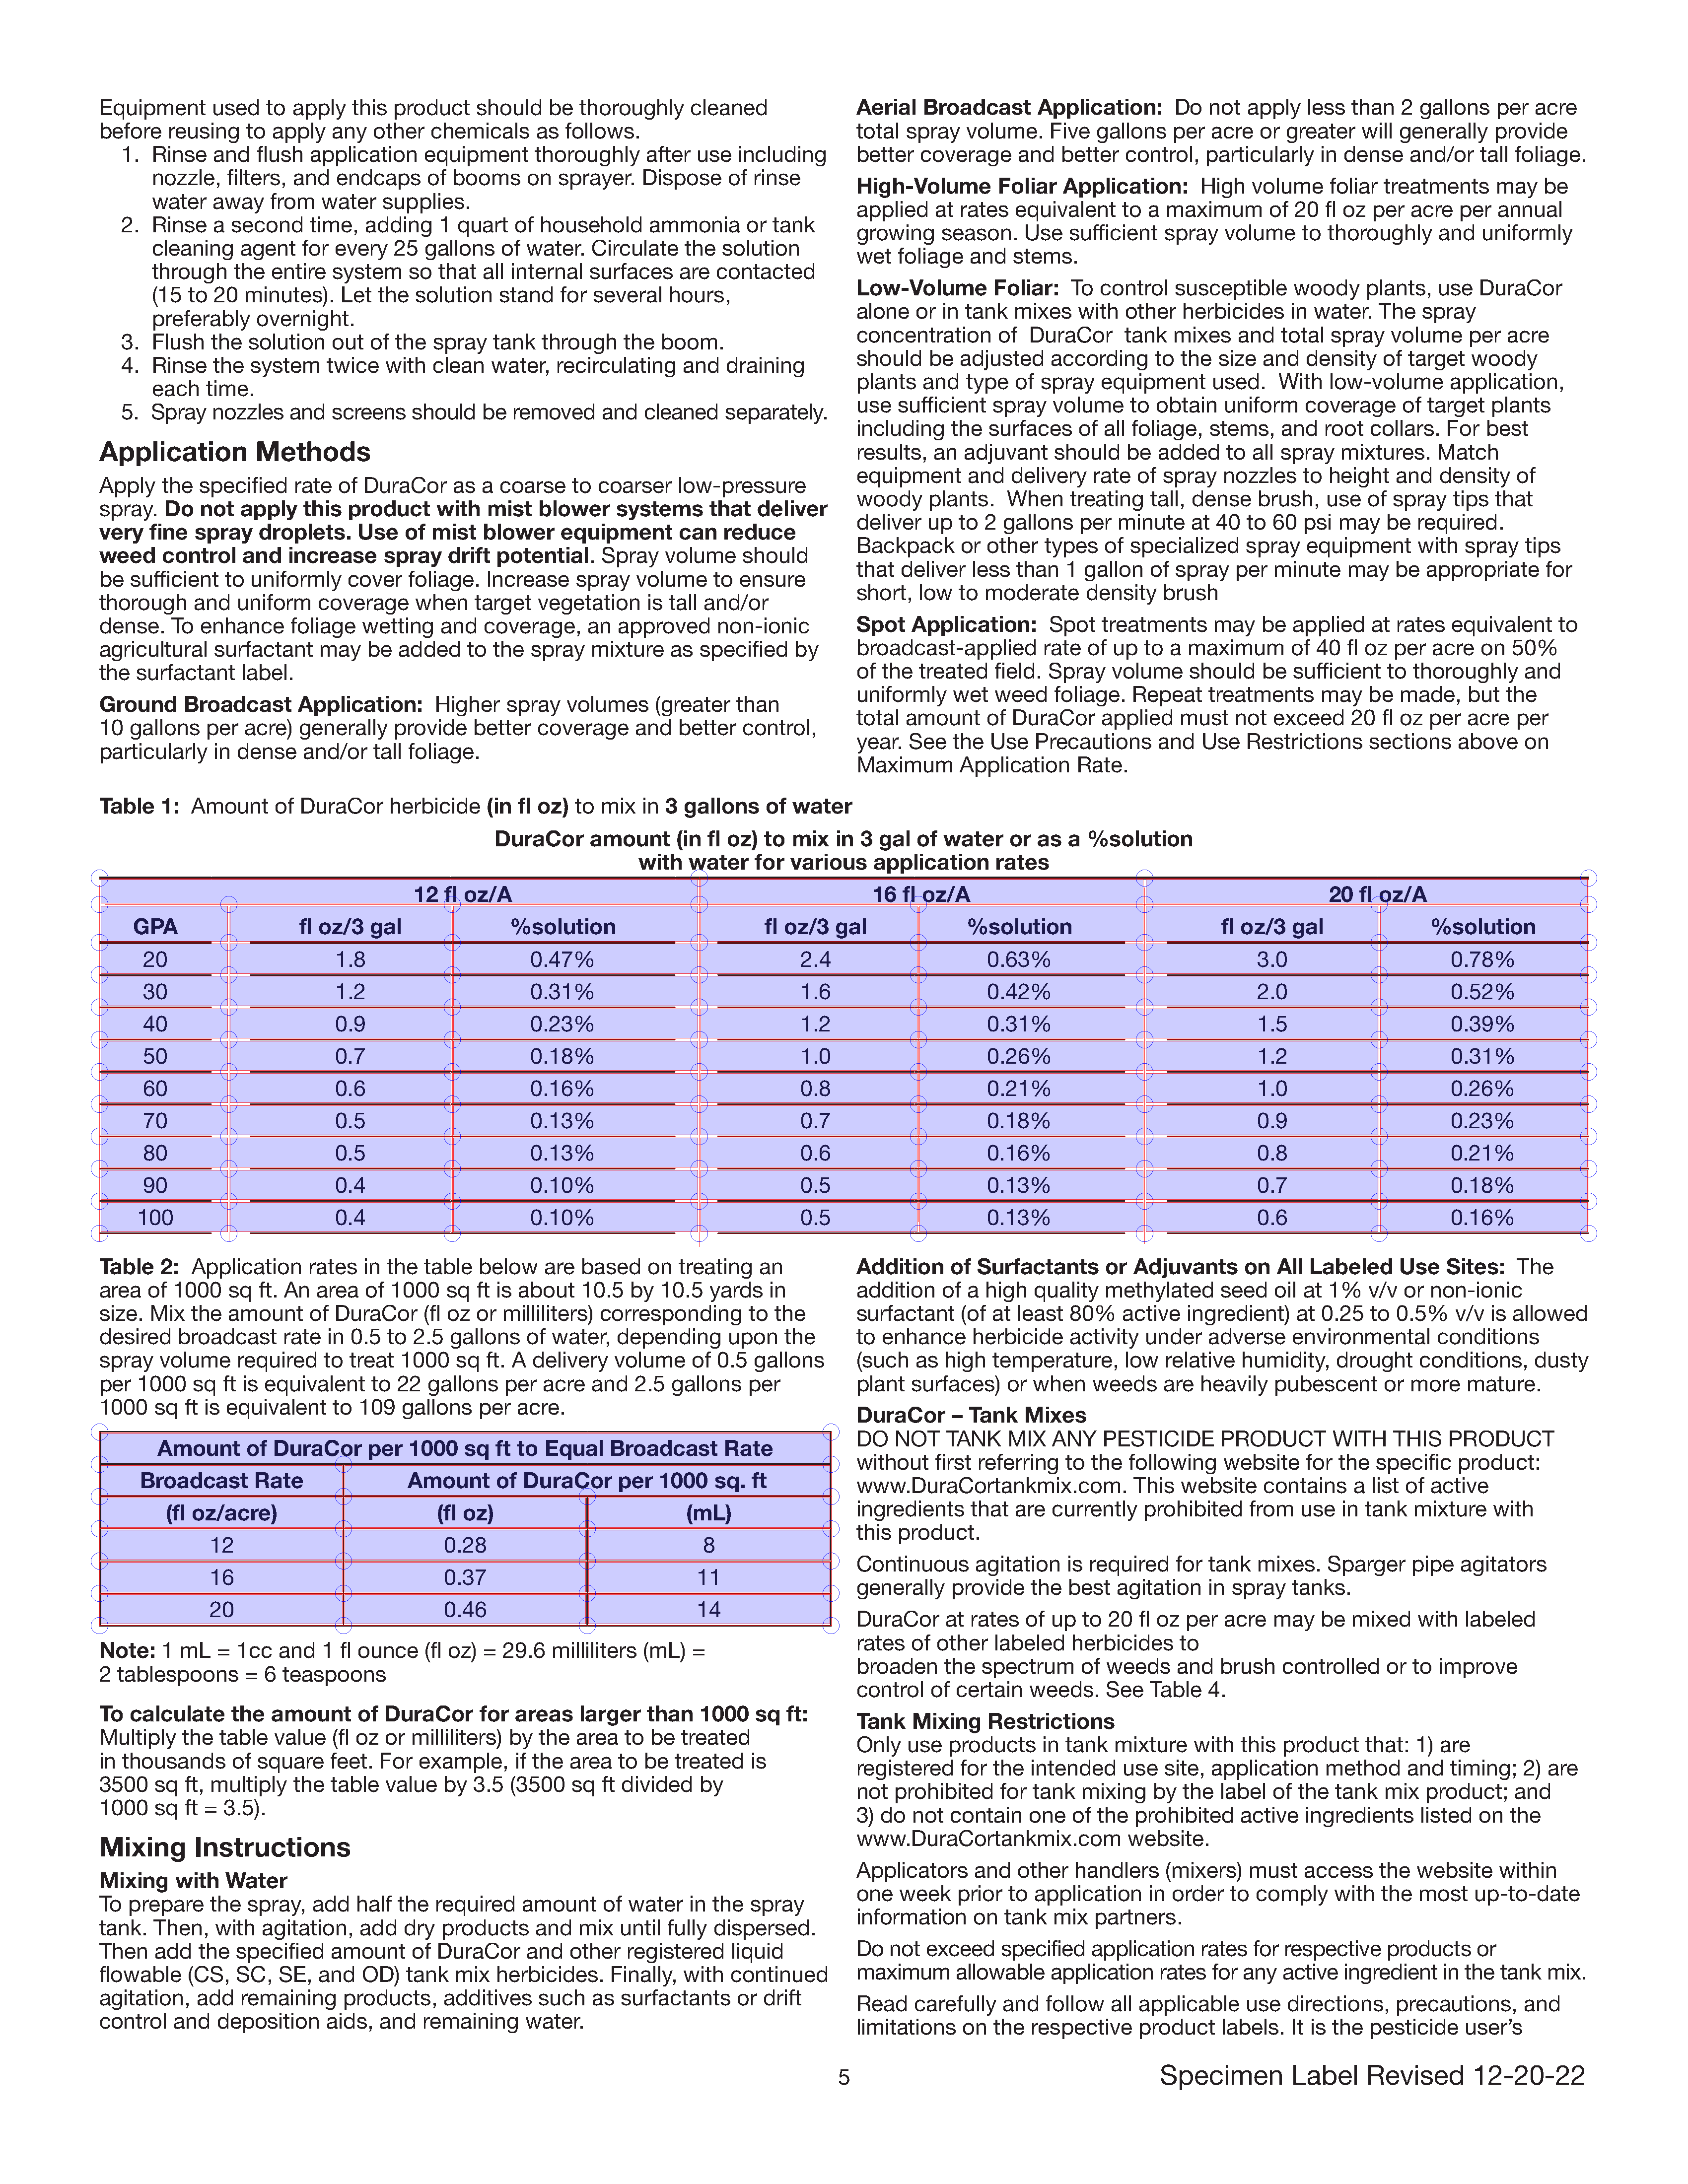 Equipment used to apply this product should be thoroughly cleaned
before reusing to apply any other chemicals as follows.
1. Rinse and flush application equipment thoroughly after use including
nozzle, filters, and endcaps of booms on sprayer. Dispose of rinse
water away from water supplies.
2. Rinse a second time, adding 1 quart of household ammonia or tank
cleaning agent for every 25 gallons of water. Circulate the solution
through the entire system so that all internal surfaces are contacted
(15 to 20 minutes). Let the solution stand for several hours,
preferably overnight.
3. Flush the solution out of the spray tank through the boom.
4. Rinse the system twice with clean water, recirculating and draining
each time.
5. Spray nozzles and screens should be removed and cleaned separately.
Application Methods
Apply the specified rate of DuraCor as a coarse to coarser low-pressure
spray. Do not apply this product with mist blower systems that deliver
very fine spray droplets. Use of mist blower equipment can reduce
weed control and increase spray drift potential. Spray volume should
be sufficient to uniformly cover foliage. Increase spray volume to ensure
thorough and uniform coverage when target vegetation is tall and/or
dense. To enhance foliage wetting and coverage, an approved non-ionic
agricultural surfactant may be added to the spray mixture as specified by
the surfactant label.
Ground Broadcast Application: Higher spray volumes (greater than
10 gallons per acre) generally provide better coverage and better control,
particularly in dense and/or tall foliage.
Aerial Broadcast Application: Do not apply less than 2 gallons per acre
total spray volume. Five gallons per acre or greater will generally provide
better coverage and better control, particularly in dense and/or tall foliage.
High-Volume Foliar Application: High volume foliar treatments may be
applied at rates equivalent to a maximum of 20 fl oz per acre per annual
growing season. Use sufficient spray volume to thoroughly and uniformly
wet foliage and stems.
Low-Volume Foliar: To control susceptible woody plants, use DuraCor
alone or in tank mixes with other herbicides in water. The spray
concentration of DuraCor tank mixes and total spray volume per acre
should be adjusted according to the size and density of target woody
plants and type of spray equipment used. With low-volume application,
use sufficient spray volume to obtain uniform coverage of target plants
including the surfaces of all foliage, stems, and root collars. For best
results, an adjuvant should be added to all spray mixtures. Match
equipment and delivery rate of spray nozzles to height and density of
woody plants. When treating tall, dense brush, use of spray tips that
deliver up to 2 gallons per minute at 40 to 60 psi may be required.
Backpack or other types of specialized spray equipment with spray tips
that deliver less than 1 gallon of spray per minute may be appropriate for
short, low to moderate density brush
Spot Application: Spot treatments may be applied at rates equivalent to
broadcast-applied rate of up to a maximum of 40 fl oz per acre on 50%
of the treated field. Spray volume should be sufficient to thoroughly and
uniformly wet weed foliage. Repeat treatments may be made, but the
total amount of DuraCor applied must not exceed 20 fl oz per acre per
year. See the Use Precautions and Use Restrictions sections above on
Maximum Application Rate.
Table 1: Amount of DuraCor herbicide (in fl oz) to mix in 3 gallons of water
DuraCor amount (in fl oz) to mix in 3 gal of water or as a %solution
with water for various application rates
12 fl oz/A 16 fl oz/A 20 fl oz/A
GPA fl oz/3 gal %solution fl oz/3 gal %solution fl oz/3 gal %solution
20 1.8 0.47% 2.4 0.63% 3.0 0.78%
30 1.2 0.31% 1.6 0.42% 2.0 0.52%
40 0.9 0.23% 1.2 0.31% 1.5 0.39%
50 0.7 0.18% 1.0 0.26% 1.2 0.31%
60 0.6 0.16% 0.8 0.21% 1.0 0.26%
70 0.5 0.13% 0.7 0.18% 0.9 0.23%
80 0.5 0.13% 0.6 0.16% 0.8 0.21%
90 0.4 0.10% 0.5 0.13% 0.7 0.18%
100 0.4 0.10% 0.5 0.13% 0.6 0.16%
Table 2: Application rates in the table below are based on treating an
area of 1000 sq ft. An area of 1000 sq ft is about 10.5 by 10.5 yards in
size. Mix the amount of DuraCor (fl oz or milliliters) corresponding to the
desired broadcast rate in 0.5 to 2.5 gallons of water, depending upon the
spray volume required to treat 1000 sq ft. A delivery volume of 0.5 gallons
per 1000 sq ft is equivalent to 22 gallons per acre and 2.5 gallons per
1000 sq ft is equivalent to 109 gallons per acre.
Amount of DuraCor per 1000 sq ft to Equal Broadcast Rate
Broadcast Rate Amount of DuraCor per 1000 sq. ft
(fl oz/acre) (fl oz) (mL)
12 0.28 8
16 0.37 11
20 0.46 14
Note: 1 mL = 1cc and 1 fl ounce (fl oz) = 29.6 milliliters (mL) =
2 tablespoons = 6 teaspoons
To calculate the amount of DuraCor for areas larger than 1000 sq ft:
Multiply the table value (fl oz or milliliters) by the area to be treated
in thousands of square feet. For example, if the area to be treated is
3500 sq ft, multiply the table value by 3.5 (3500 sq ft divided by
1000 sq ft = 3.5).
Mixing Instructions
Mixing with Water
To prepare the spray, add half the required amount of water in the spray
tank. Then, with agitation, add dry products and mix until fully dispersed.
Then add the specified amount of DuraCor and other registered liquid
flowable (CS, SC, SE, and OD) tank mix herbicides. Finally, with continued
agitation, add remaining products, additives such as surfactants or drift
control and deposition aids, and remaining water.
Addition of Surfactants or Adjuvants on All Labeled Use Sites: The
addition of a high quality methylated seed oil at 1% v/v or non-ionic
surfactant (of at least 80% active ingredient) at 0.25 to 0.5% v/v is allowed
to enhance herbicide activity under adverse environmental conditions
(such as high temperature, low relative humidity, drought conditions, dusty
plant surfaces) or when weeds are heavily pubescent or more mature.
DuraCor – Tank Mixes
DO NOT TANK MIX ANY PESTICIDE PRODUCT WITH THIS PRODUCT
without first referring to the following website for the specific product:
www.DuraCortankmix.com. This website contains a list of active
ingredients that are currently prohibited from use in tank mixture with
this product.
Continuous agitation is required for tank mixes. Sparger pipe agitators
generally provide the best agitation in spray tanks.
DuraCor at rates of up to 20 fl oz per acre may be mixed with labeled
rates of other labeled herbicides to
broaden the spectrum of weeds and brush controlled or to improve
control of certain weeds. See Table 4.
Tank Mixing Restrictions
Only use products in tank mixture with this product that: 1) are
registered for the intended use site, application method and timing; 2) are
not prohibited for tank mixing by the label of the tank mix product; and
3) do not contain one of the prohibited active ingredients listed on the
www.DuraCortankmix.com website.
Applicators and other handlers (mixers) must access the website within
one week prior to application in order to comply with the most up-to-date
information on tank mix partners.
Do not exceed specified application rates for respective products or
maximum allowable application rates for any active ingredient in the tank mix.
Read carefully and follow all applicable use directions, precautions, and
limitations on the respective product labels. It is the pesticide user’s
5 Specimen Label Revised 12-20-22